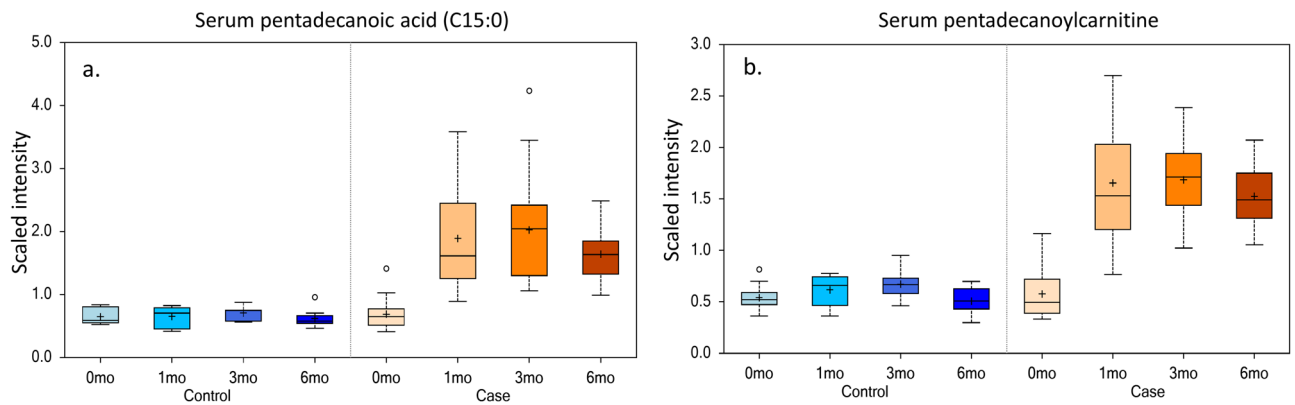 Serum pentadecanoic acid (C15:0)
a.
Scaled intensity
5.0
4.0
3.0
2.0
1.0
0.0
0mo 1mo 3mo 6mo 0mo 1mo 3mo 6mo
Control Case
Serum pentadecanoylcarnitine
b.
Scaled intensity
3.0
2.5
2.0
1.5
1.0
0.5
0.0
0mo 1mo 3mo 6mo 0mo 1mo 3mo 6mo
Control Case